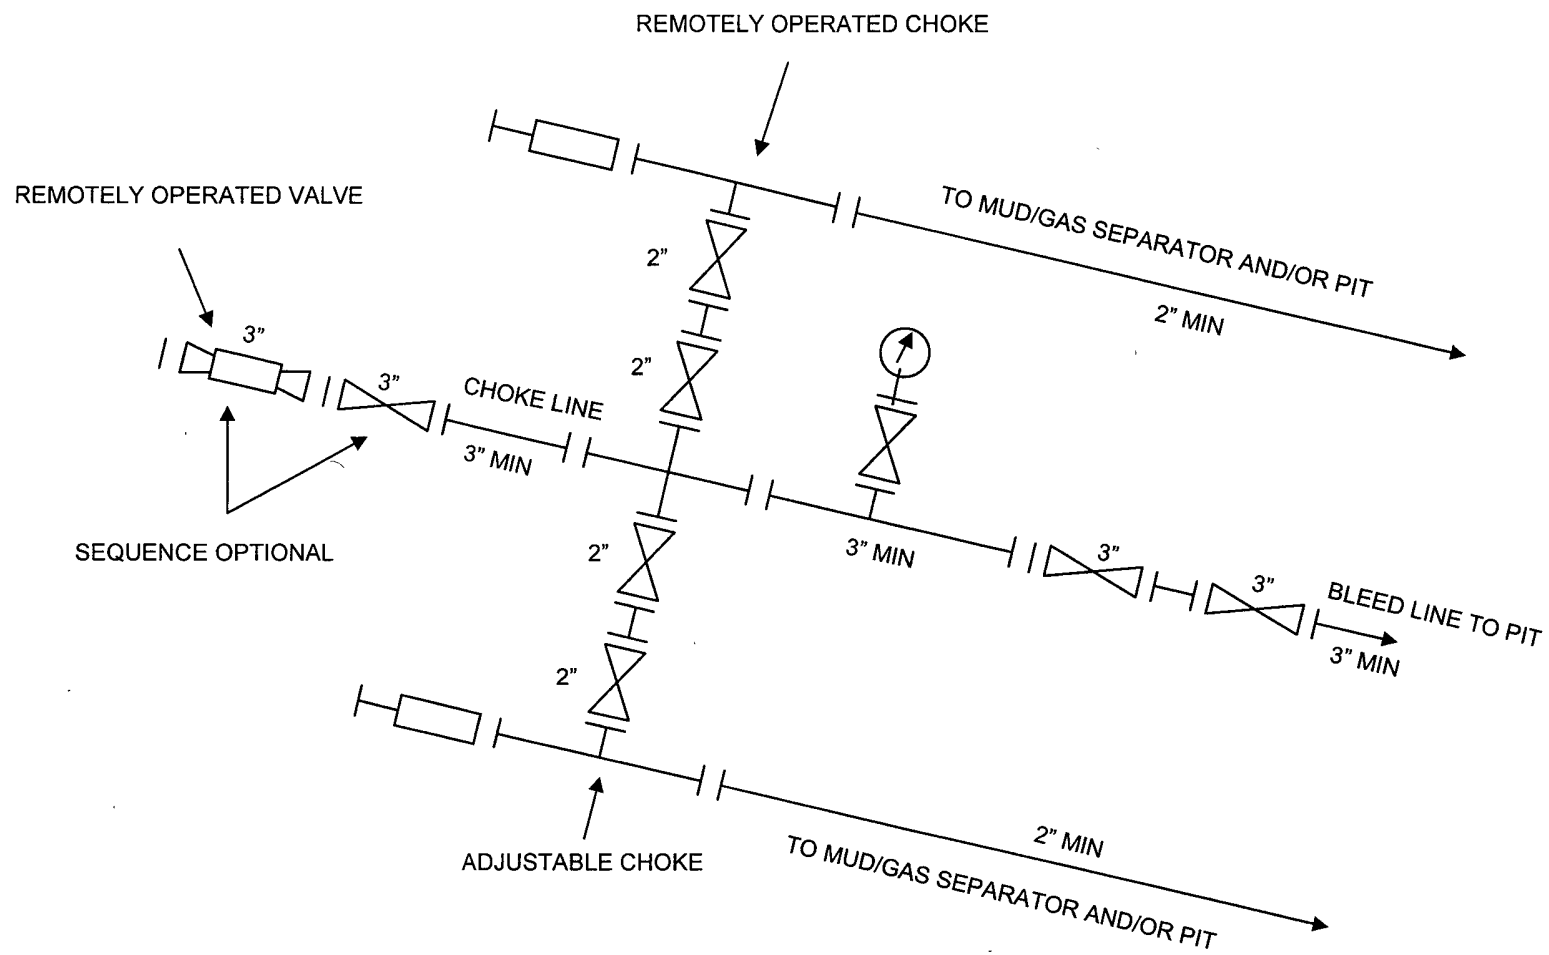 REMOTELY OPERATED CHOKE
REMOTELY OPERATED VALVE
TO MUD/GAS SEPARATOR AND/OR PIT
2” MIN
2”
3”
2”
3”
CHOKE LINE
3” MIN
SEQUENCE OPTIONAL
2”
3” MIN
3”
3”
BLEED LINE TO PIT
3” MIN
2”
ADJUSTABLE CHOKE
2” MIN
TO MUD/GAS SEPARATOR AND/OR PIT